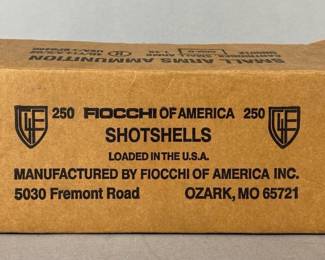 SMALL ARMS AMMUNITION
250 FIOCCHI OF AMERICA 250
SHOTSHELLS
LOADED IN THE U.S.A.
MANUFACTURED BY FIOCCHI OF AMERICA INC.
5030 Fremont Road OZARK, MO 65721